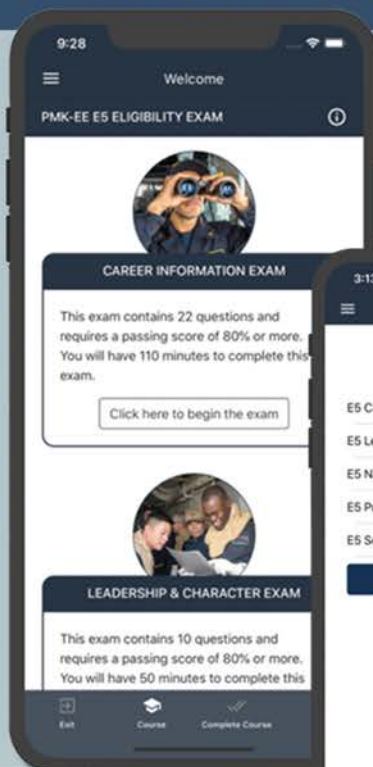 9:28
Welcome
PMK-EE E5 ELIGIBILITY EXAM
CAREER INFORMATION EXAM
This exam contains 22 questions and
requires a passing score of 80% or more.
You will have 110 minutes to complete this
exam.
Click here to begin the exam
LEADERSHIP & CHARACTER EXAM
This exam contains 10 questions and
requires a passing score of 80% or more.
You will have 50 minutes to complete this
Exit
Course
Complete Course
E5
E5
E5
E5
E5